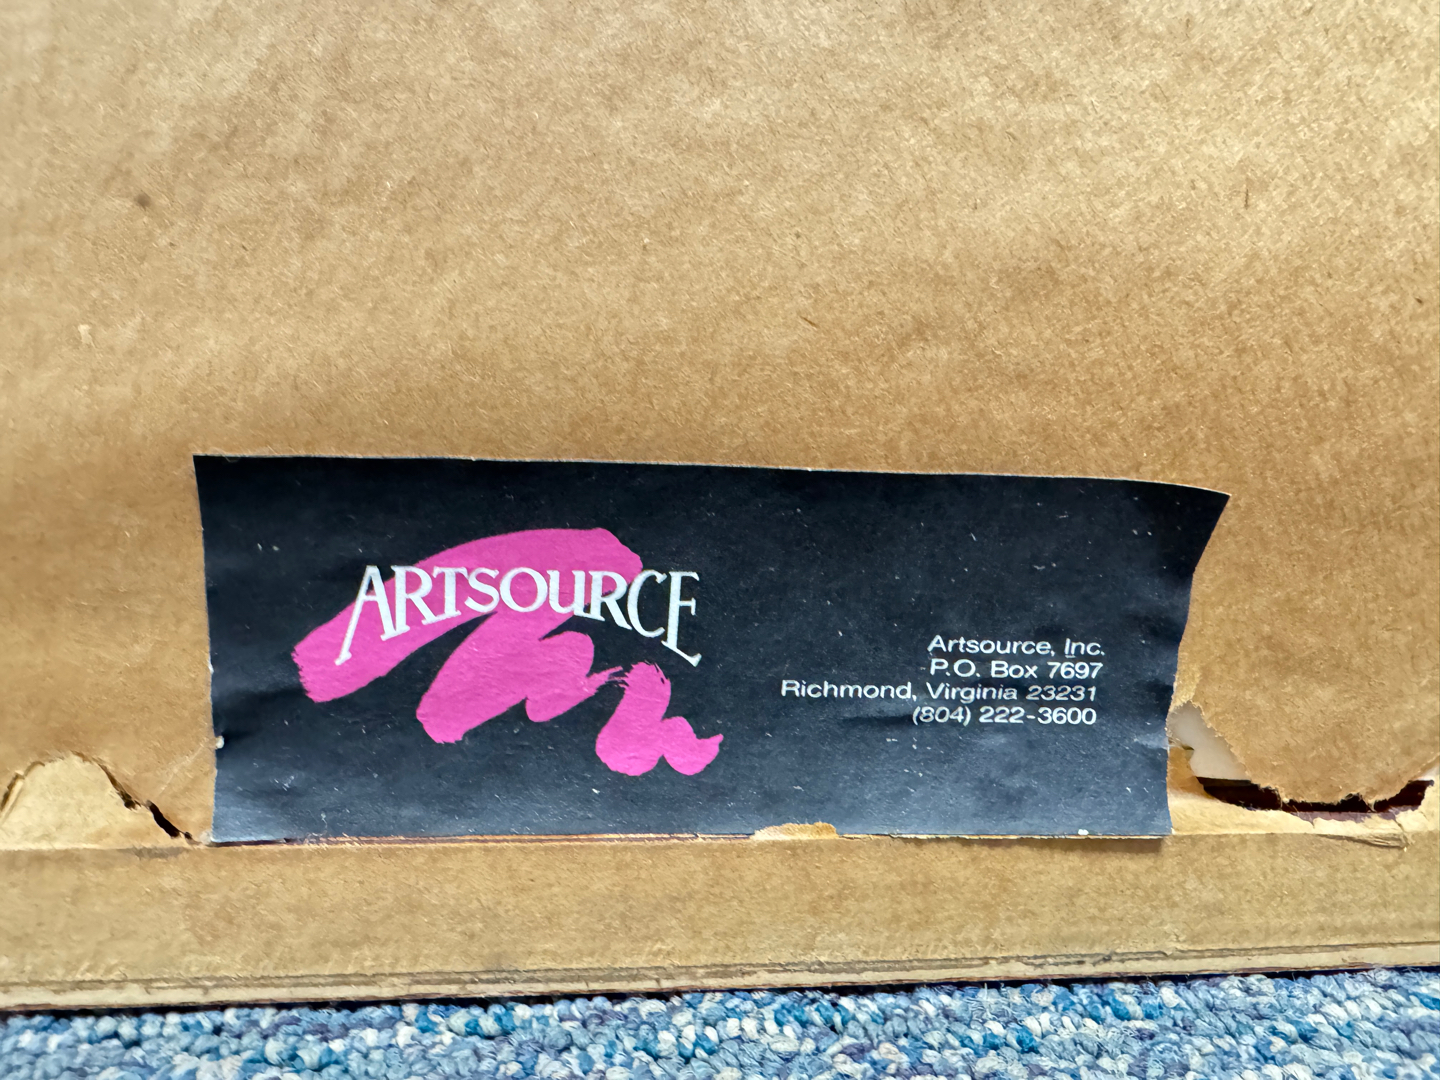 ARTSOURCE
Artsource, Inc.
P.O. Box 7697
Richmond, Virginia 23231
(804) 222-3600